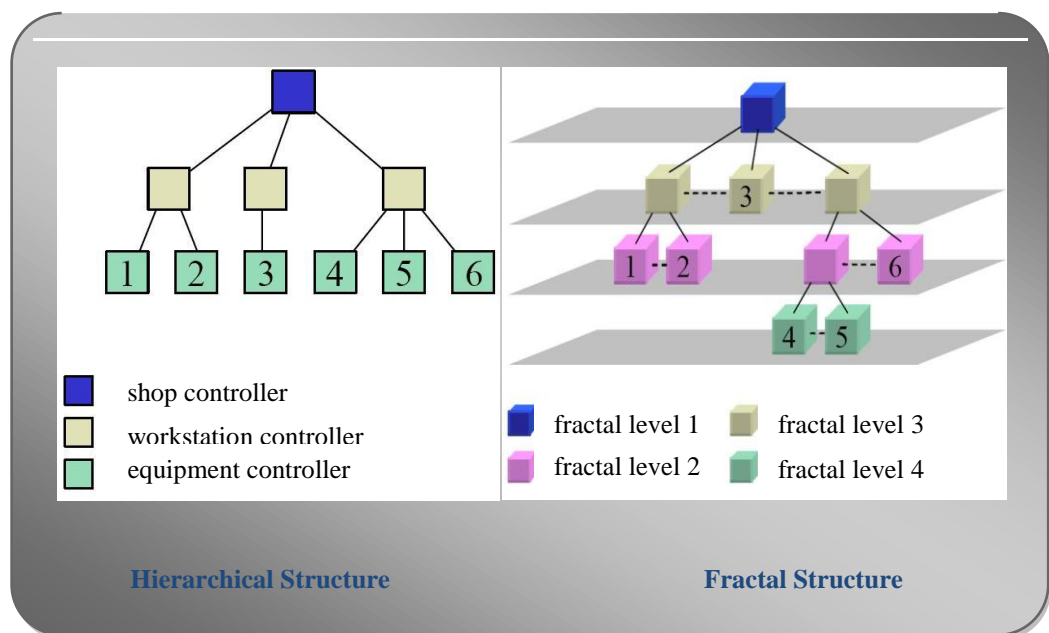 1 2 3 4 5 6
shop controller
workstation controller
equipment controller
3
1 2 6
4 5
fractal level 1 fractal level 3
fractal level 2 fractal level 4
Hierarchical Structure
Fractal Structure